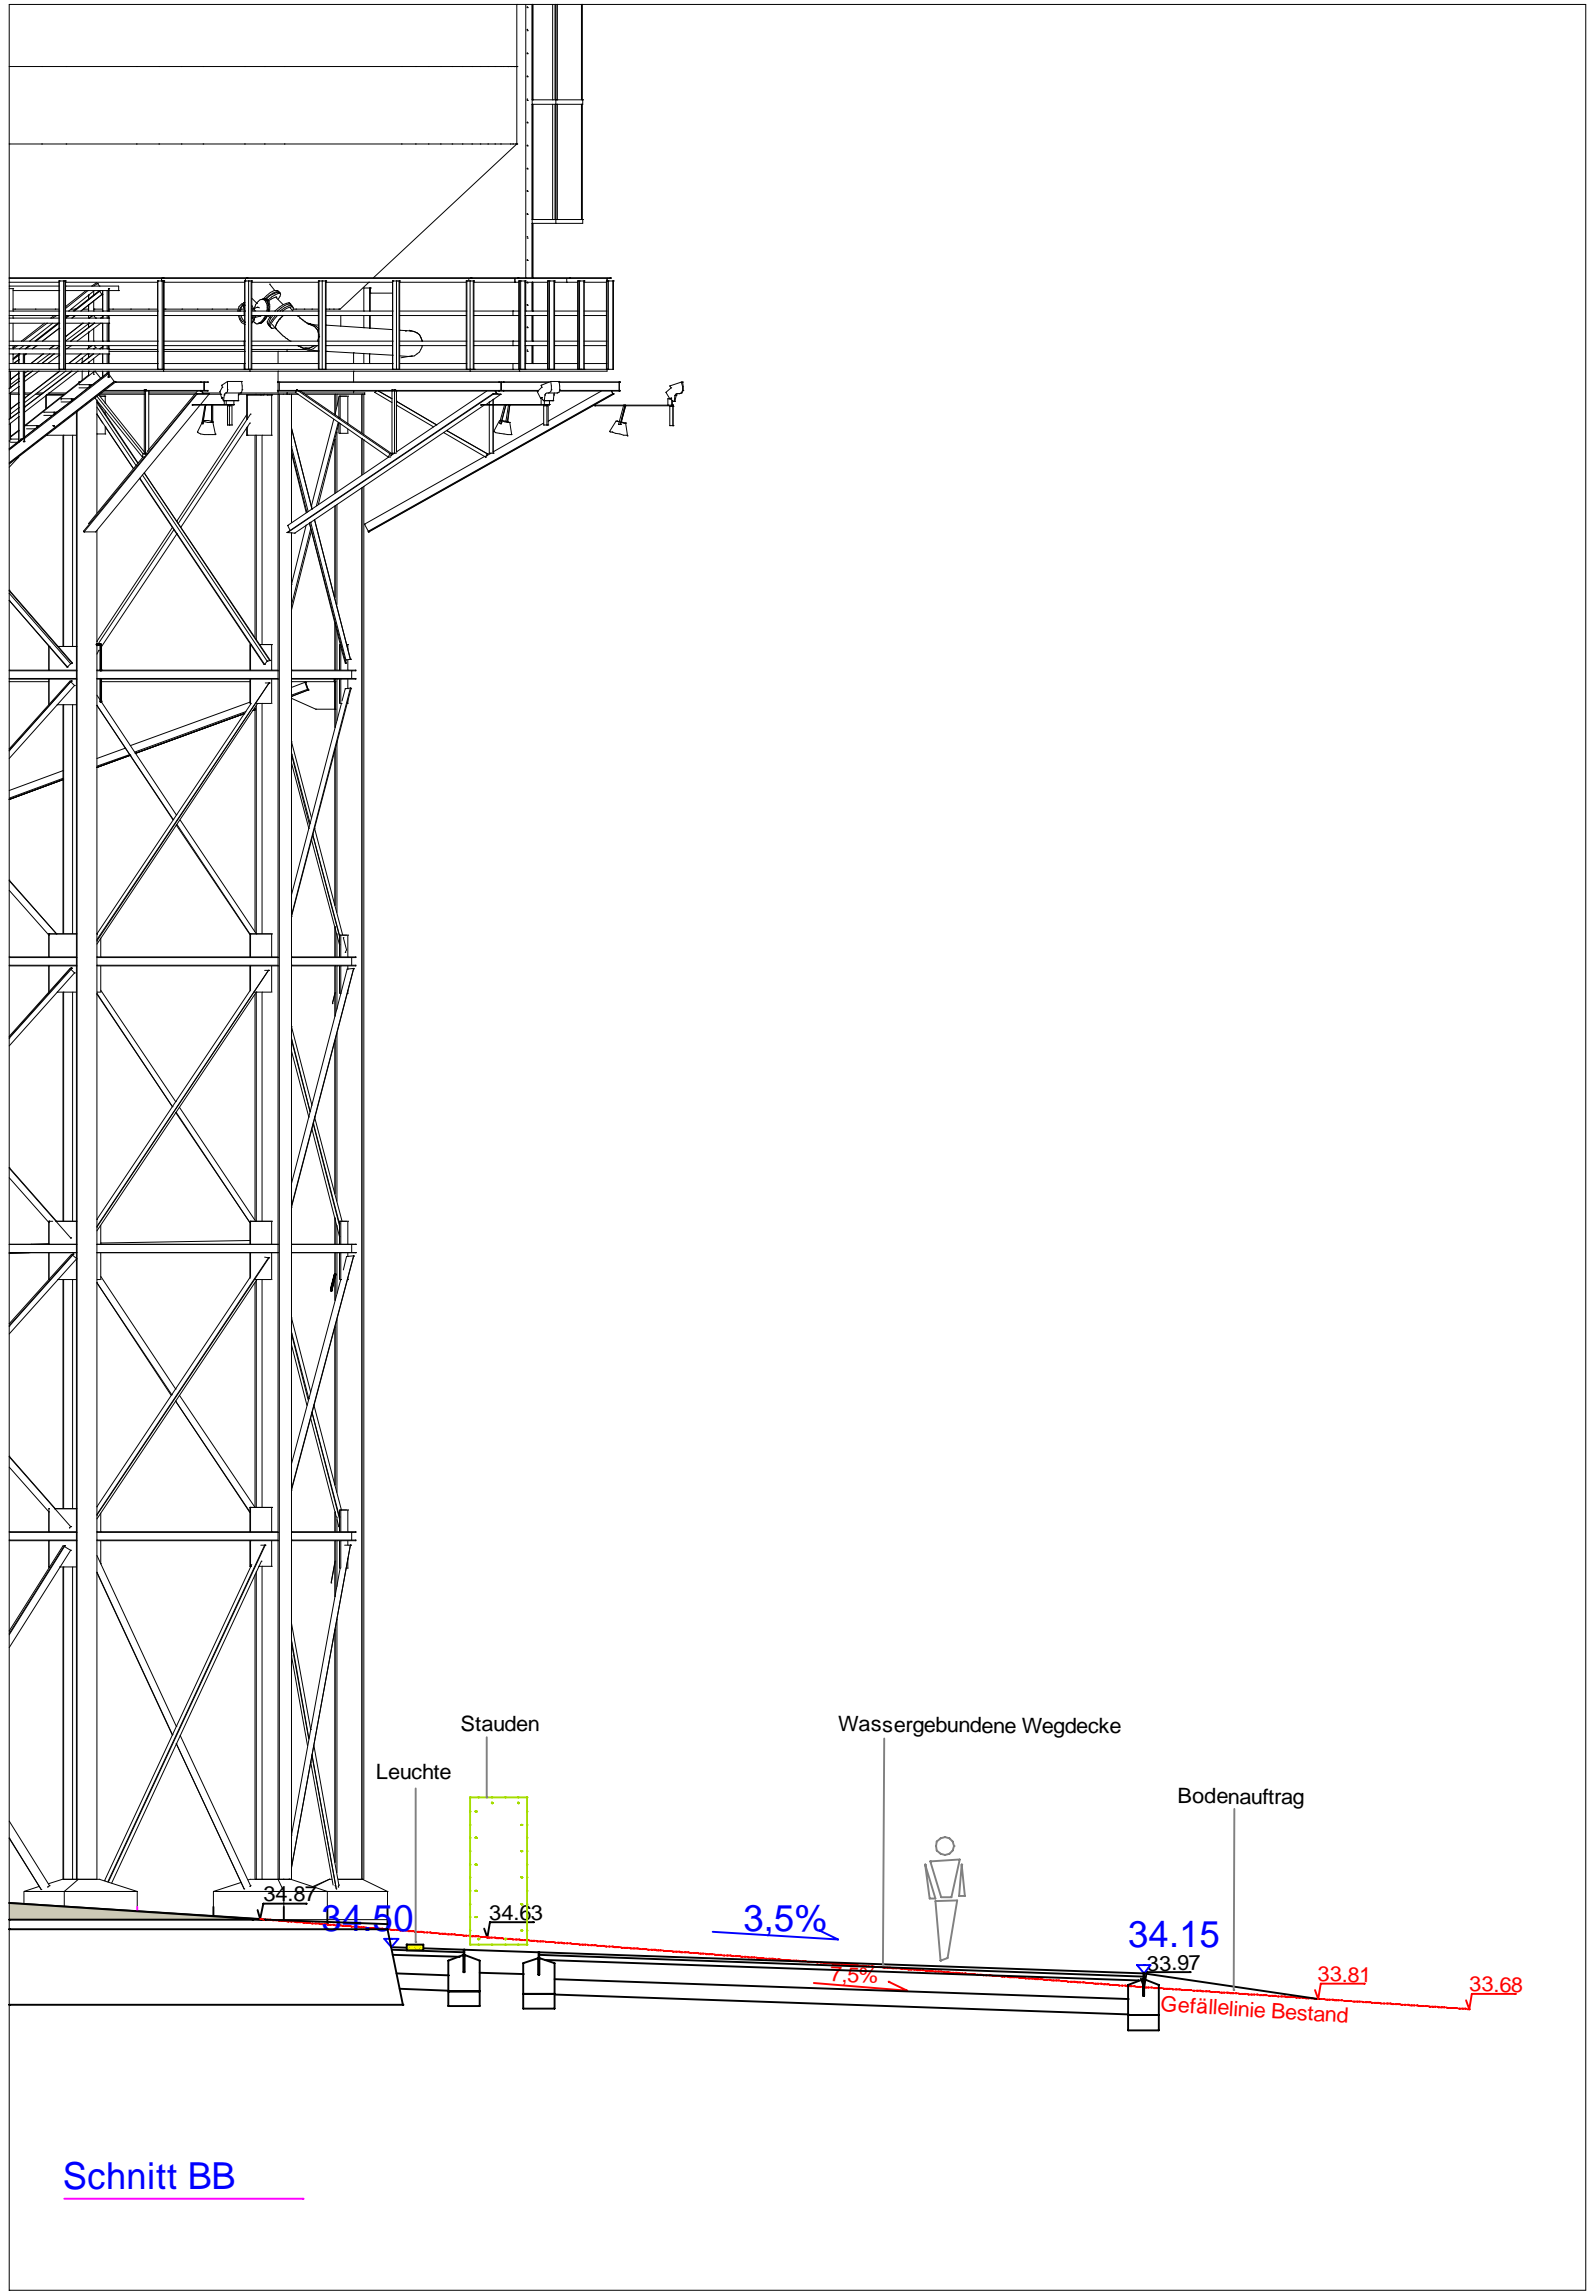 Stauden
Wassergebundene Wegdecke
Leuchte
Bodenauftrag
34.87
34.50
34.63
3,5%
34.15
33.97
7,5%
33.81
33.68
Gefällelinie Bestand
Schnitt BB